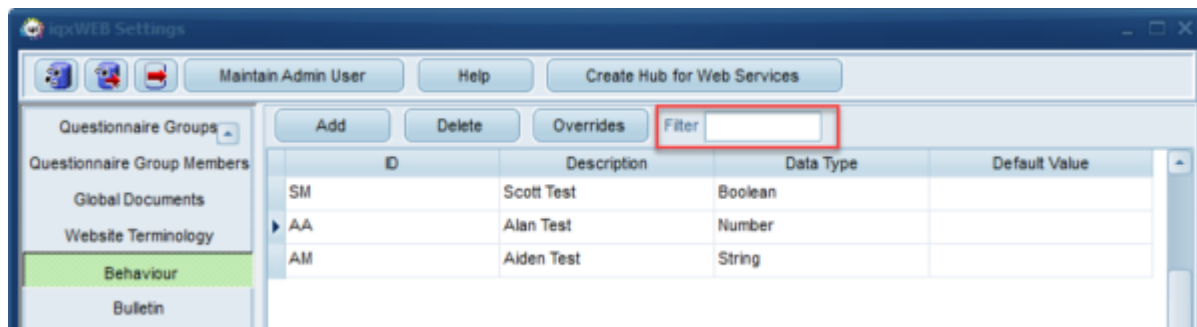 iqxWEB Settings
Maintain Admin User Help Create Hub for Web Services
Questionnaire Groups Add Delete Overrides Filter
Questionnaire Group Members ID Description Data Type Default Value
Global Documents SM Scott Test Boolean
Website Terminology AA Alan Test Number
Behaviour AM Aiden Test String
Bulletin